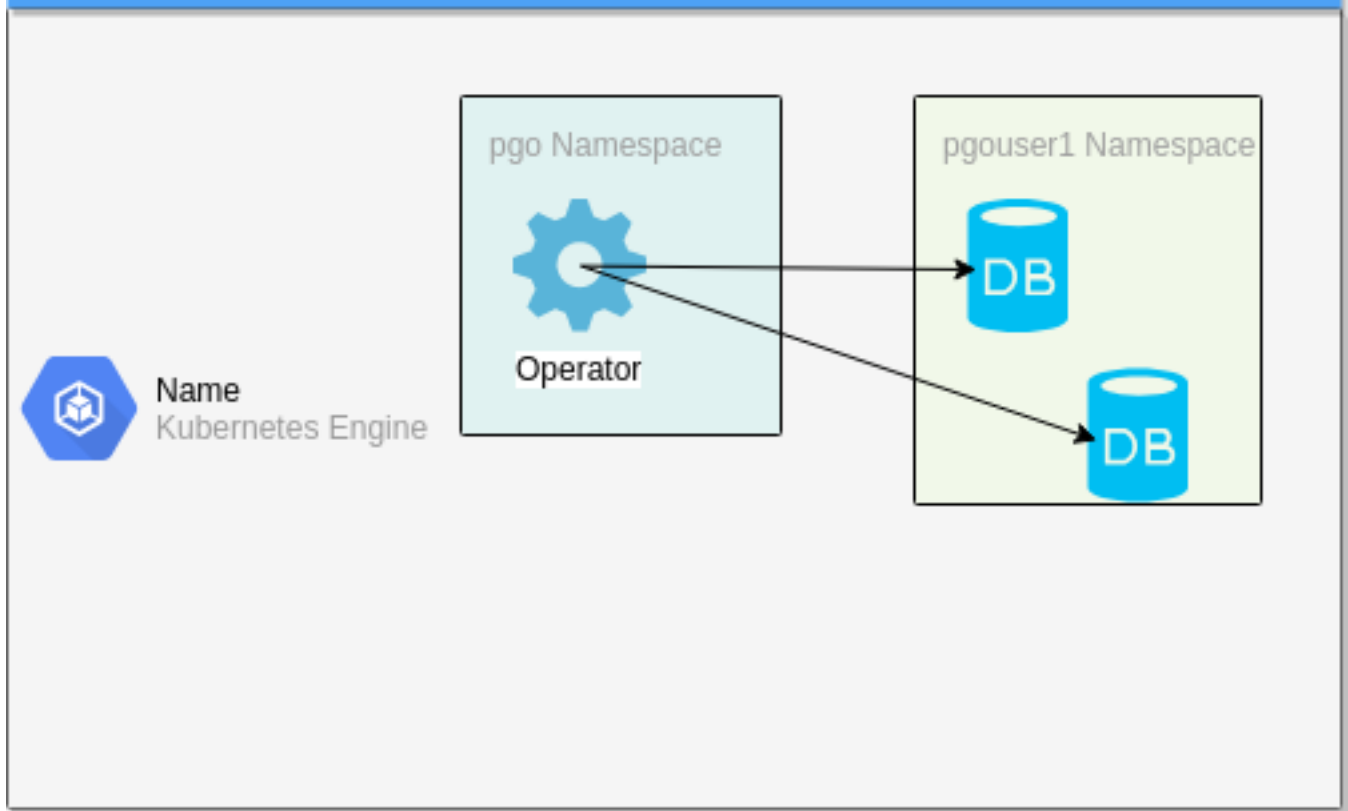 pgo Namespace
pgouser1 Namespace
DB
Operator
Name
Kubernetes Engine
DB